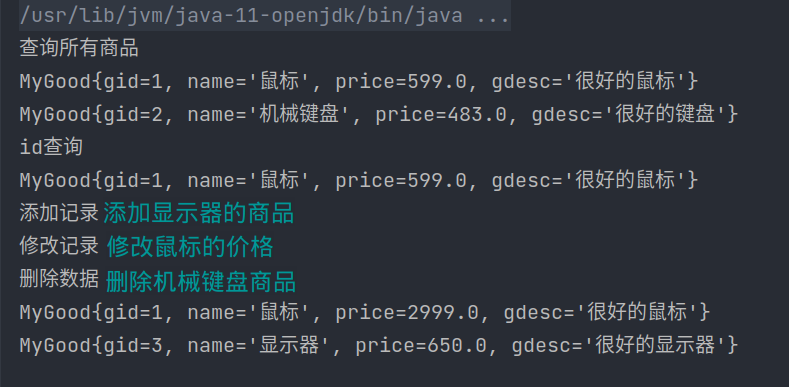 /usr/lib/jvm/java-11-openjdk/bin/java ...
查询所有商品
MyGood{gid=1, name='鼠标', price=599.0, gdesc='很好的鼠标'}
MyGood{gid=2, name='机械键盘', price=483.0, gdesc='很好的键盘'}
id查询
MyGood{gid=1, name='鼠标', price=599.0, gdesc='很好的鼠标'}
添加记录 添加显示器的商品
修改记录 修改鼠标的价格
删除数据 删除机械键盘商品
MyGood{gid=1, name='鼠标', price=2999.0, gdesc='很好的鼠标'}
MyGood{gid=3, name='显示器', price=650.0, gdesc='很好的显示器'}